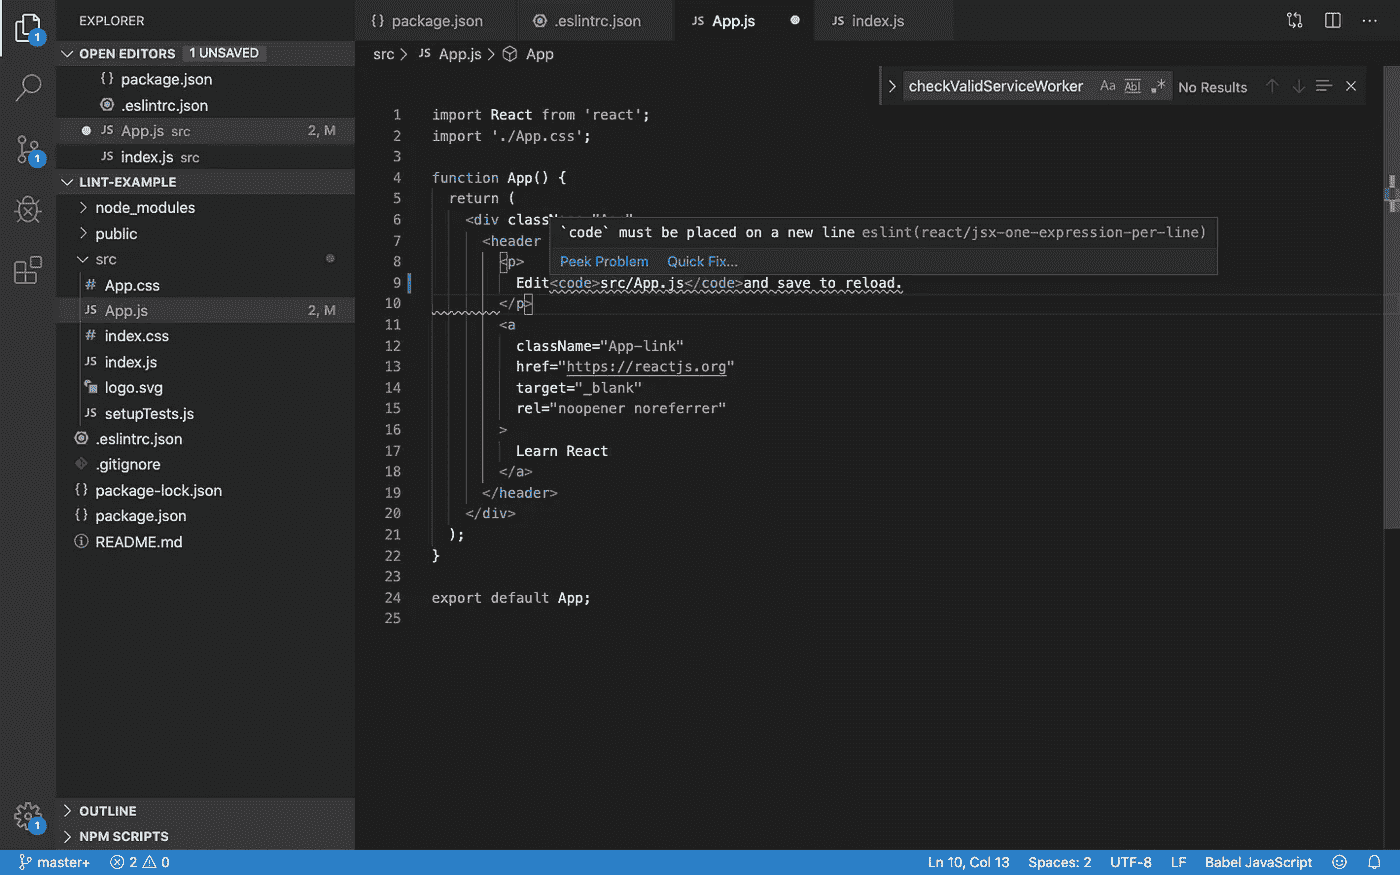 EXPLORER
OPEN EDITORS 1 UNSAVED
{} package.json
.eslintrc.json
JS App.js src 2, M
JS index.js src
LINT-EXAMPLE
node_modules
public
src
# App.css
JS App.js 2, M
# index.css
JS index.js
logo.svg
JS setupTests.js
.eslintrc.json
.gitignore
{} package-lock.json
{} package.json
README.md
OUTLINE
NPM SCRIPTS
1
1
1
{} package.json
.eslintrc.json
JS App.js
JS index.js
src > JS App.js > App
checkValidServiceWorker Aa Abl .* No Results
1 import React from 'react';
2 import './App.css';
3
4 function App() {
5 return (
6 <div
7 <header
8 <p>
`code` must be placed on a new line eslint(react/jsx-one-expression-per-line)
Peek Problem Quick Fix...
9 Edit<code>src/App.js</code>and save to reload.
10 </p>
11 <a
12 className="App-link"
13 href="https://reactjs.org"
14 target="_blank"
15 rel="noopener noreferrer"
16 >
17 Learn React
18 </a>
19 </header>
20 </div>
21 );
22 }
23
24 export default App;
25
master+ 2 0 Ln 10, Col 13 Spaces: 2 UTF-8 LF Babel JavaScript